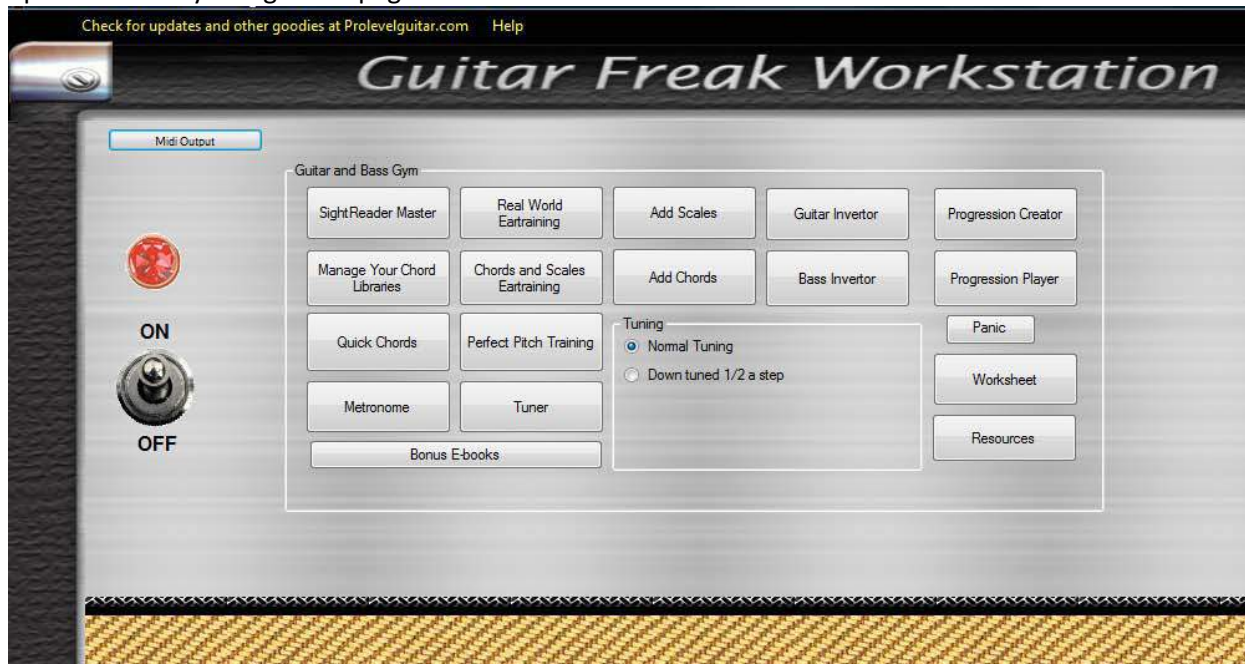 Check for updates and other goodies at Prolevelguitar.com Help
Guitar Freak Workstation
Midi Output
Guitar and Bass Gym
SightReader Master
Real World
Eartraining
Add Scales
Guitar Invertor
Progression Creator
Manage Your Chord
Libraries
Chords and Scales
Eartraining
Add Chords
Bass Invertor
Progression Player
Quick Chords
Perfect Pitch Training
Tuning
Normal Tuning
Down tuned 1/2 a step
Panic
Worksheet
ON
OFF
Metronome
Tuner
Resources
Bonus E-books